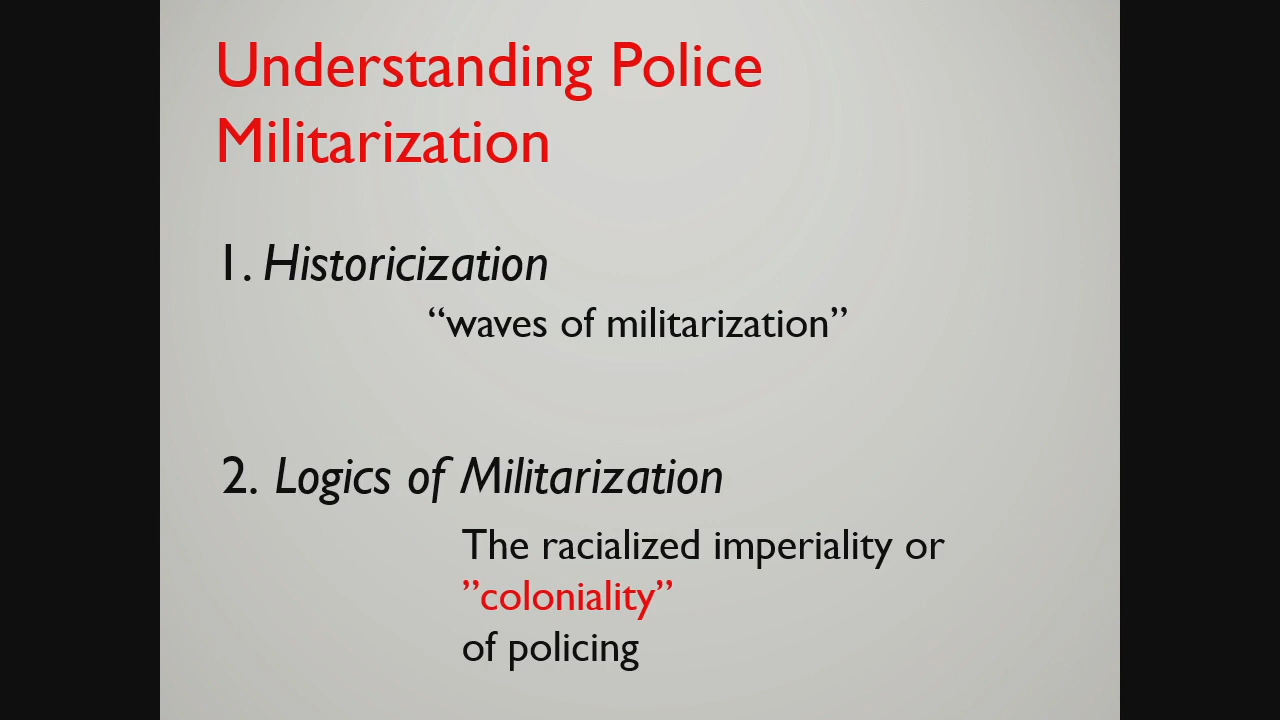 Understanding Police
Militarization
1. Historicization
“waves of militarization”
2. Logics of Militarization
The racialized imperiality or
”coloniality”
of policing